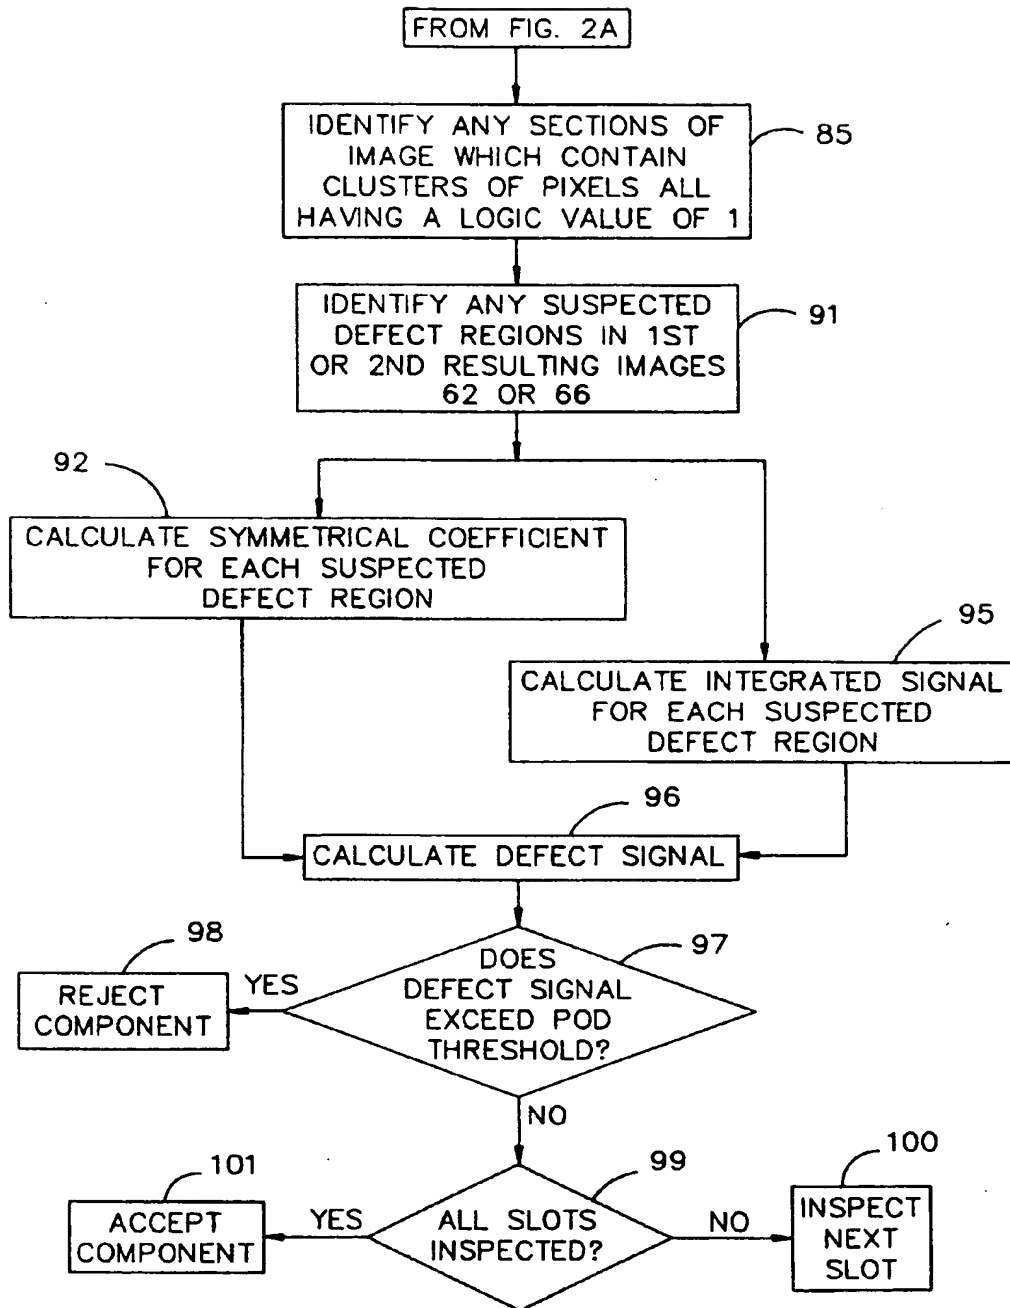 FROM FIG. 2A
IDENTIFY ANY SECTIONS OF
IMAGE WHICH CONTAIN
CLUSTERS OF PIXELS ALL
HAVING A LOGIC VALUE OF 1
85
IDENTIFY ANY SUSPECTED
DEFECT REGIONS IN 1ST
OR 2ND RESULTING IMAGES
62 OR 66
91
92
CALCULATE SYMMETRICAL COEFFICIENT
FOR EACH SUSPECTED
DEFECT REGION
95
CALCULATE INTEGRATED SIGNAL
FOR EACH SUSPECTED
DEFECT REGION
96
CALCULATE DEFECT SIGNAL
97
DOES
DEFECT SIGNAL
EXCEED POD
THRESHOLD?
YES
98
REJECT
COMPONENT
NO
99
ALL SLOTS
INSPECTED?
YES
101
ACCEPT
COMPONENT
NO
100
INSPECT
NEXT
SLOT